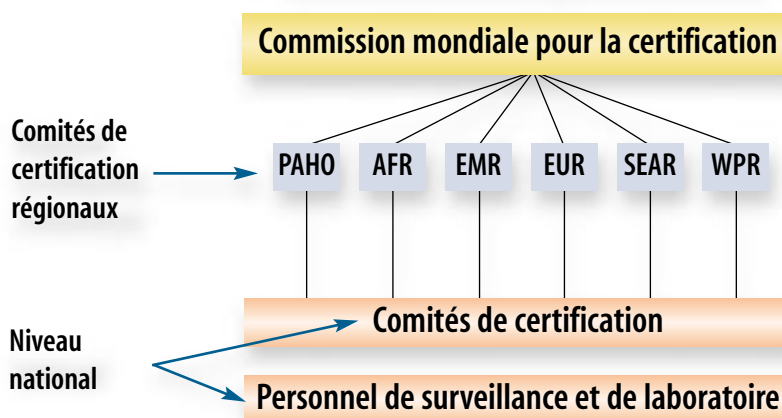 Commission mondiale pour la certification
Comités de
certification
régionaux
PAHO AFR EMR EUR SEAR WPR
Comités de certification
Niveau
national
Personnel de surveillance et de laboratoire